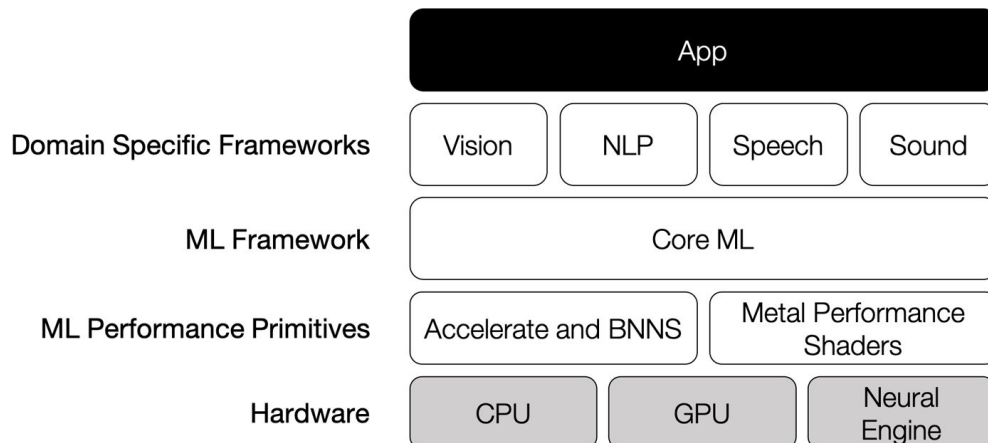 App
Domain Specific Frameworks
Vision
NLP
Speech
Sound
ML Framework
Core ML
ML Performance Primitives
Accelerate and BNNS
Metal Performance
Shaders
Hardware
CPU
GPU
Neural
Engine